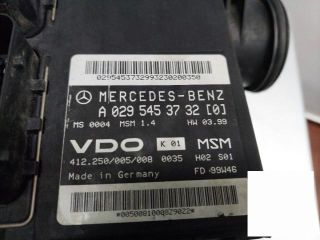 0295453732993230200350
MERCEDES-BENZ
A 029 545 37 32 [0]
MS 0004 MSM 1.4 HW 03.99
VDO K 01 MSM
412.250/005/008 0035 H02 S01
Made in Germany FD 99W46
*0050081000829022*